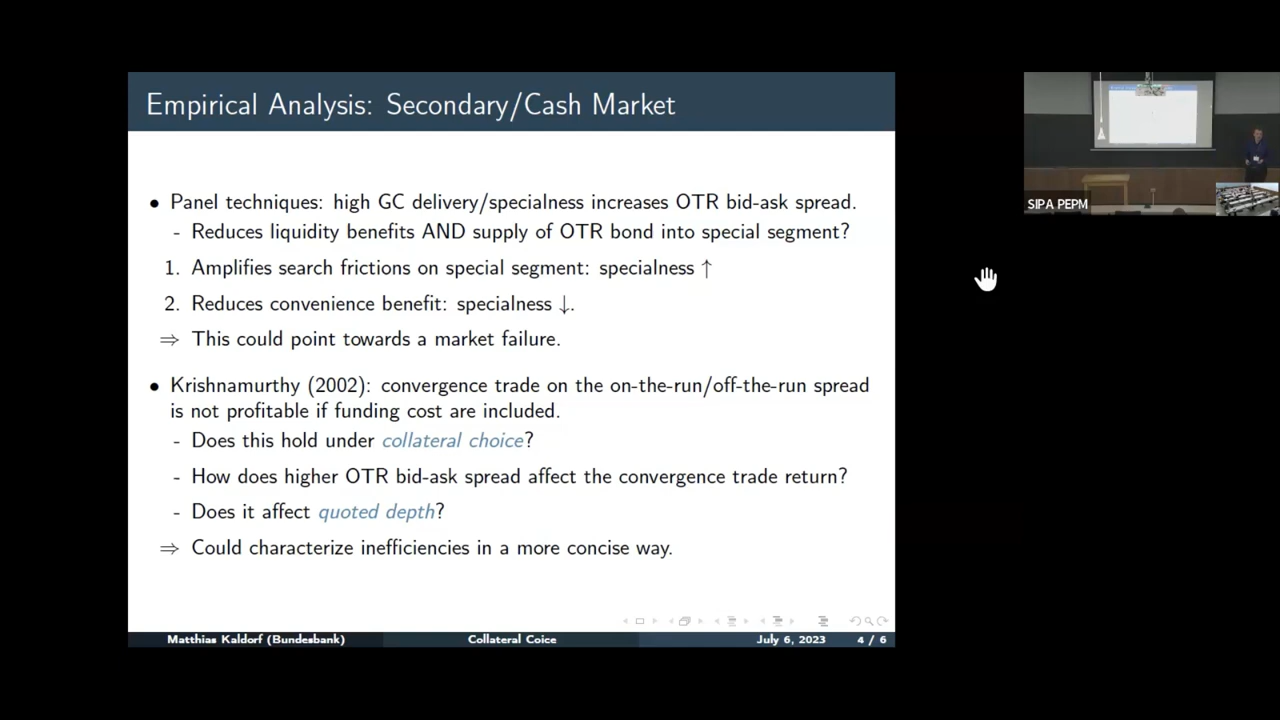 Empirical Analysis: Secondary/Cash Market
• Panel techniques: high GC delivery/specialness increases OTR bid-ask spread.
- Reduces liquidity benefits AND supply of OTR bond into special segment?
1. Amplifies search frictions on special segment: specialness ↑
2. Reduces convenience benefit: specialness ↓.
⇒ This could point towards a market failure.
• Krishnamurthy (2002): convergence trade on the on-the-run/off-the-run spread
is not profitable if funding cost are included.
- Does this hold under collateral choice?
- How does higher OTR bid-ask spread affect the convergence trade return?
- Does it affect quoted depth?
⇒ Could characterize inefficiencies in a more concise way.
Matthias Kaldorf (Bundesbank) Collateral Coice July 6, 2023 4 / 6
SIPA PEPM